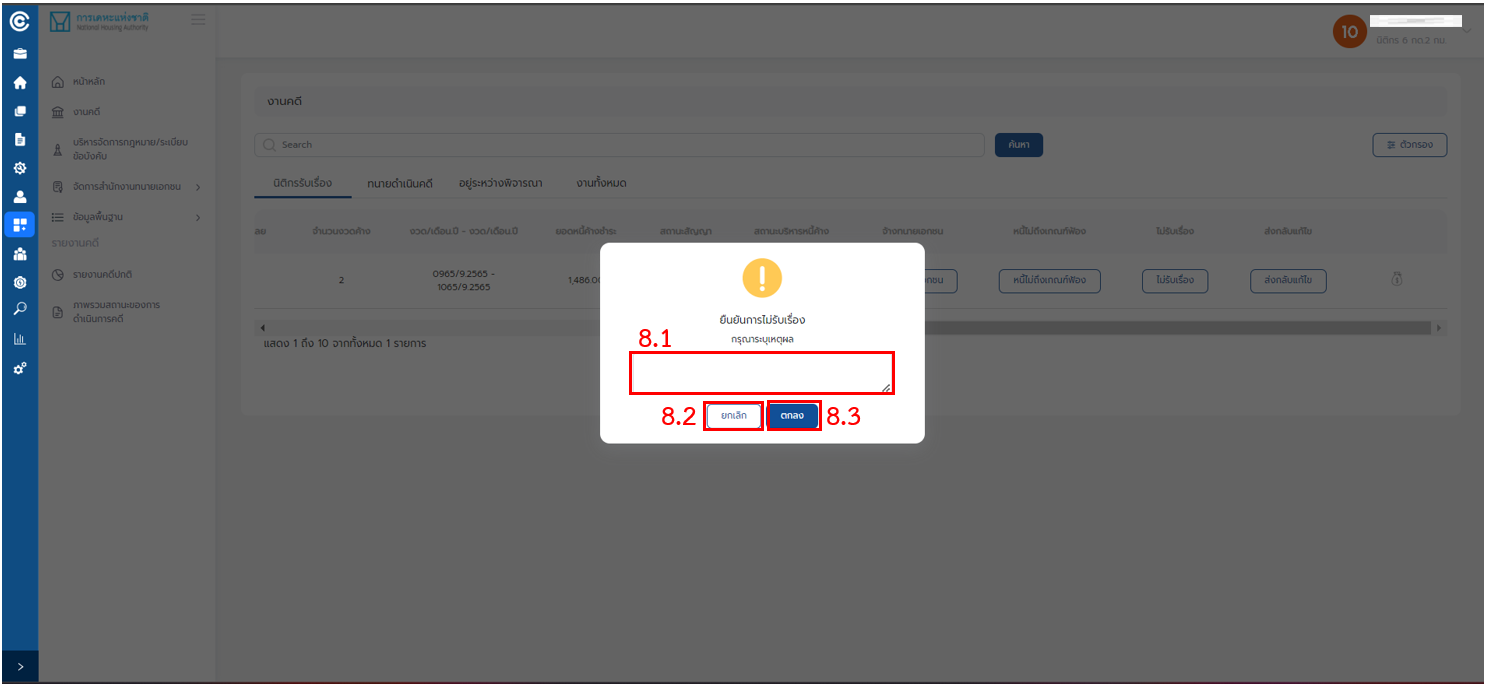 การเคหะแห่งชาติ
National Housing Authority
10
นิติกร 6 กต.2 กม.
หน้าหลัก
งานคดี
บริหารจัดการกฎหมาย/ระเบียบ
ข้อบังคับ
จัดการสำนักงานทนายเอกชน
ข้อมูลพื้นฐาน
รายงานคดี
รายงานคดีปกติ
ภาพรวมสถานะของการ
ดำเนินการคดี
งานคดี
Search
ค้นหา
ตัวกรอง
นิติกรรับเรื่อง ทนายดำเนินคดี อยู่ระหว่างพิจารณา งานทั้งหมด
ลย จำนวนงวดค้าง งวด/เดือน.ปี - งวด/เดือน.ปี ยอดหนี้ค้างชำระ สถานะสัญญา สถานะบริหารหนี้ค้าง จ้างทนายเอกชน หนี้ไม่ถึงเกณฑ์ฟ้อง ไม่รับเรื่อง ส่งกลับแก้ไข
2 0965/9.2565 - 1,486.0 กชน หนี้ไม่ถึงเกณฑ์ฟ้อง ไม่รับเรื่อง ส่งกลับแก้ไข
1065/9.2565
แสดง 1 ถึง 10 จากทั้งหมด 1 รายการ
ยืนยันการไม่รับเรื่อง
กรุณาระบุเหตุผล
8.1
8.2 ยกเลิก ตกลง 8.3